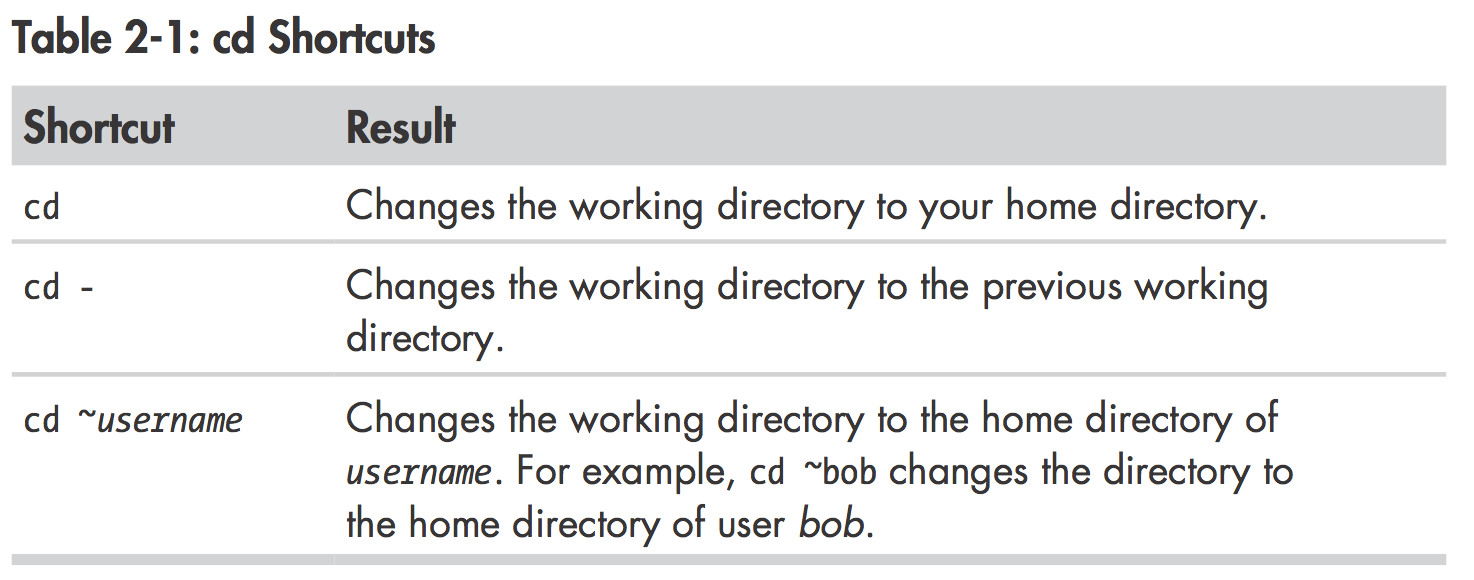 Table 2-1: cd Shortcuts
Shortcut Result
cd Changes the working directory to your home directory.
cd - Changes the working directory to the previous working
directory.
cd ~username Changes the working directory to the home directory of
username. For example, cd ~bob changes the directory to
the home directory of user bob.